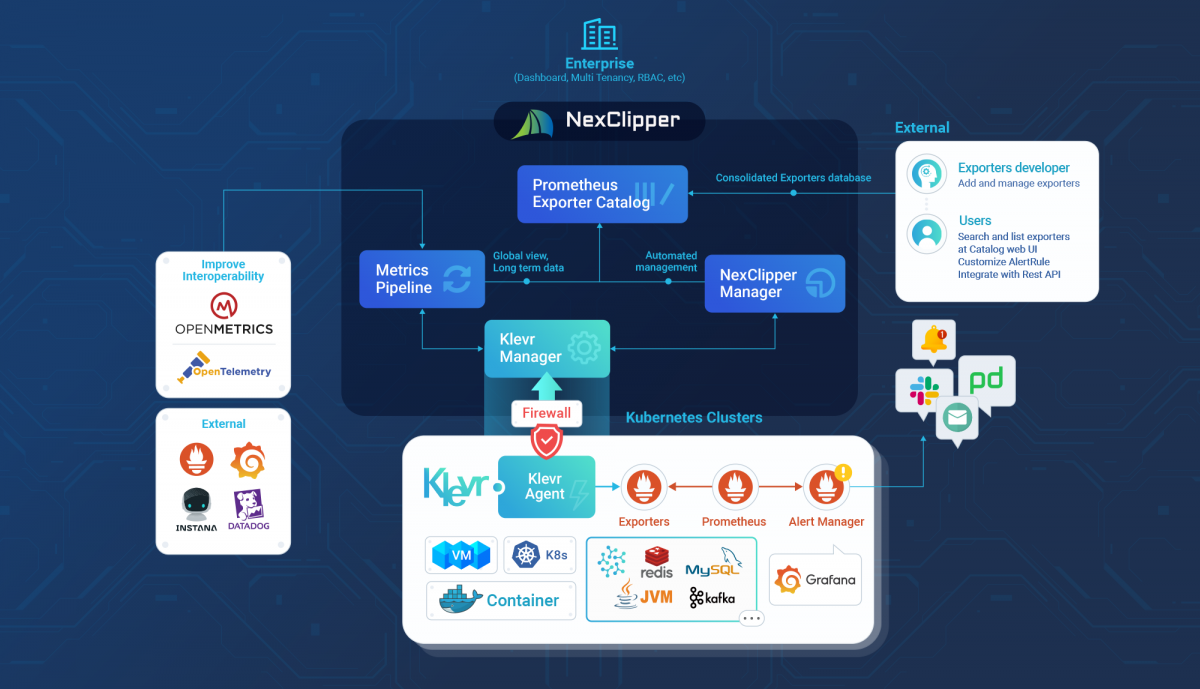 Enterprise
(Dashboard, Multi Tenancy, RBAC, etc)
NexClipper
External
Prometheus
Exporter Catalog
Consolidated Exporters database
Exporters developer
Add and manage exporters
Users
Search and list exporters
at Catalog web UI
Customize AlertRule
Integrate with Rest API
Metrics
Pipeline
Global view,
Long term data
Automated
management
NexClipper
Manager
Improve
Interoperability
OPENMETRICS
OpenTelemetry
Klevr
Manager
1
pd
Firewall
Kubernetes Clusters
External
INSTANA
DATADOG
Klevr
Klevr
Agent
Exporters
Prometheus
Alert Manager
VM
K8s
Container
redis
MySQL
JVM
kafka
Grafana